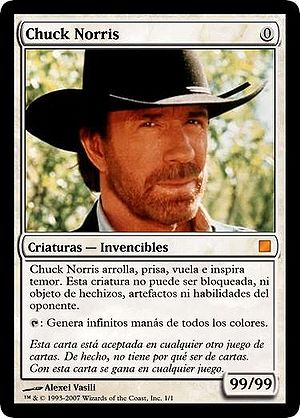 Chuck Norris 0
Criaturas — Invencibles
Chuck Norris arrolla, prisa, vuela e inspira
temor. Esta criatura no puede ser bloqueada, ni
objeto de hechizos, artefactos ni habilidades del
oponente.
: Genera infinitos manás de todos los colores.
Esta carta está aceptada en cualquier otro juego de
cartas. De hecho, no tiene por qué ser de cartas.
Con esta carta se gana en cualquier juego.
Alexei Vasili
™ & © 1993-2007 Wizards of the Coast, Inc. 1/1
99/99